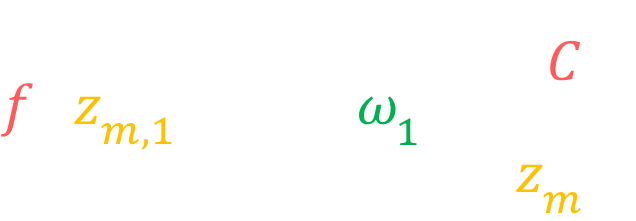 C
f z_{m,1} ω_1
z_m